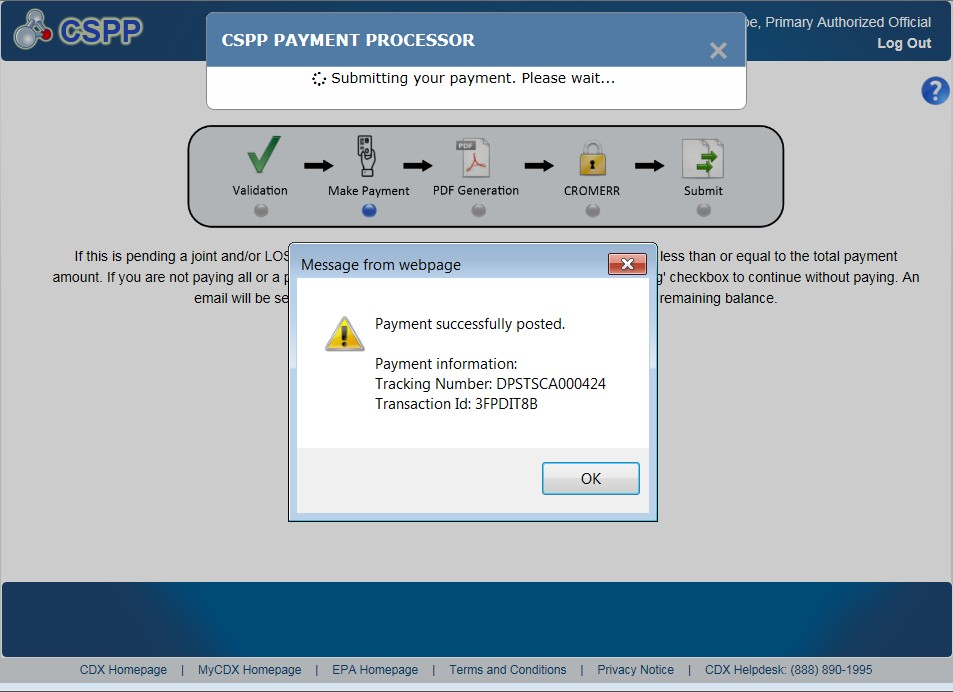 CSPP
be, Primary Authorized Official
Log Out
CSPP PAYMENT PROCESSOR
Submitting your payment. Please wait...
?
PDF
Validation
Make Payment
PDF Generation
CROMERR
Submit
If this is pending a joint and/or LOS less than or equal to the total payment
amount. If you are not paying all or a p g' checkbox to continue without paying. An
email will be se remaining balance.
Message from webpage
Payment successfully posted.
Payment information:
Tracking Number: DPSTSCA000424
Transaction Id: 3FPDIT8B
OK
CDX Homepage | MyCDX Homepage | EPA Homepage | Terms and Conditions | Privacy Notice | CDX Helpdesk: (888) 890-1995